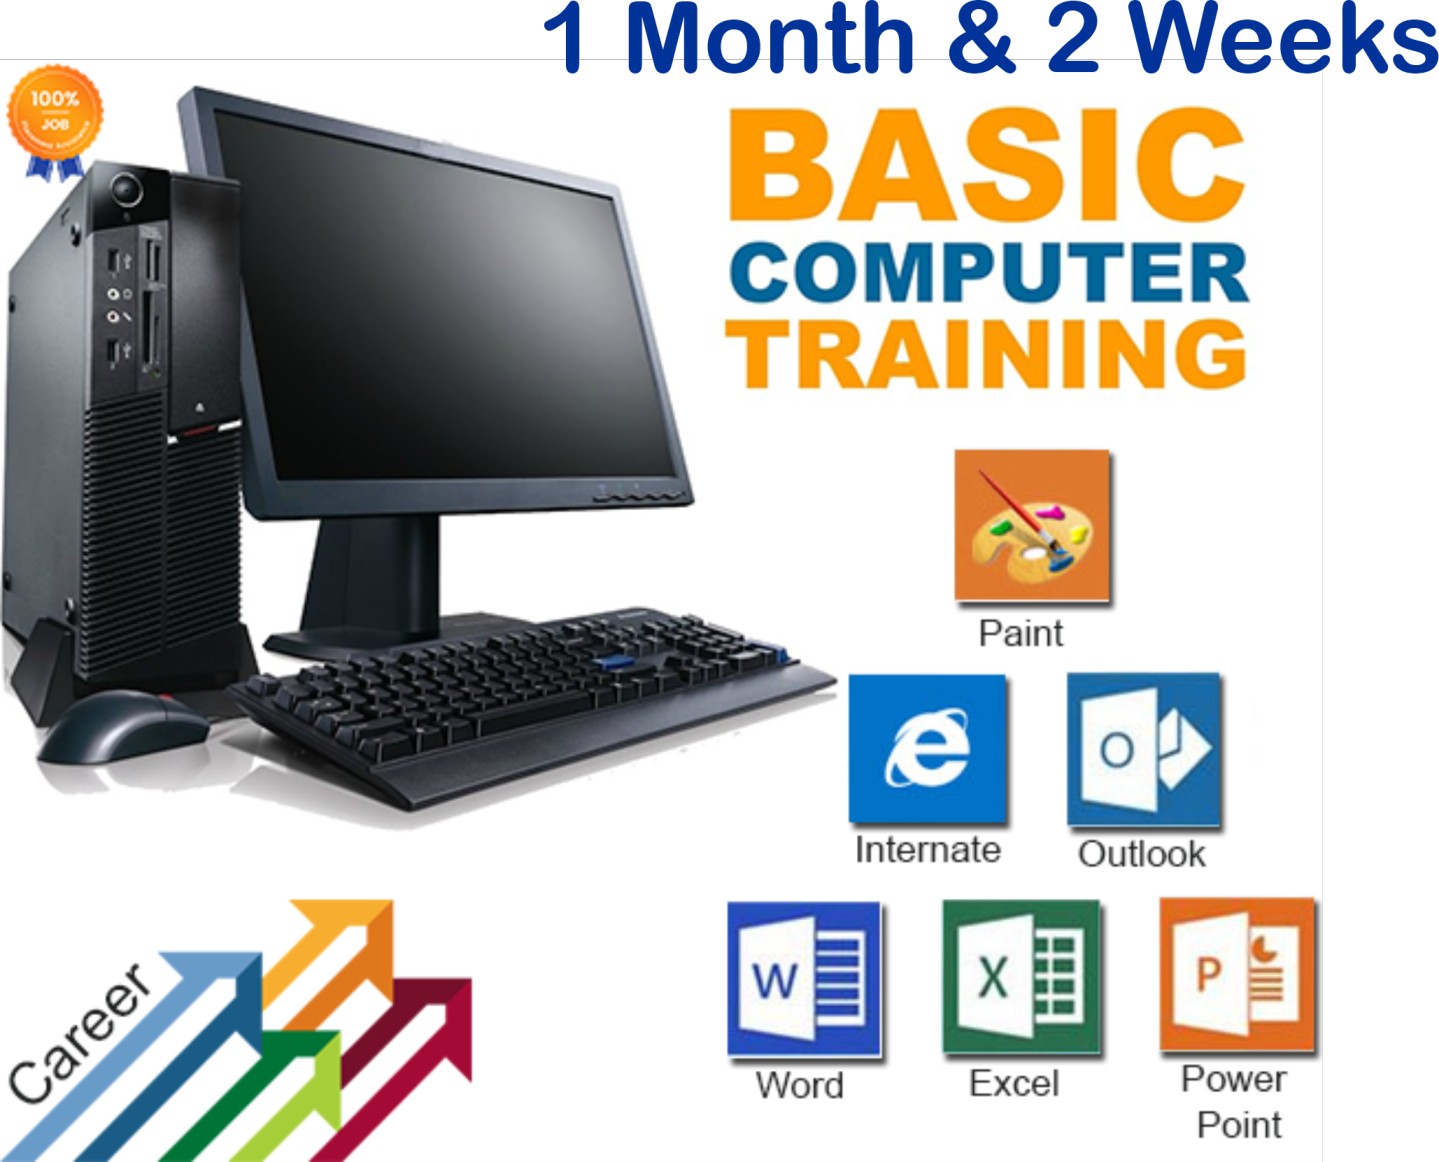 1 Month & 2 Weeks
100%
JOB
BASIC
COMPUTER
TRAINING
Paint
Internate
O
Outlook
Career
W
X
P
Word
Excel
Power
Point